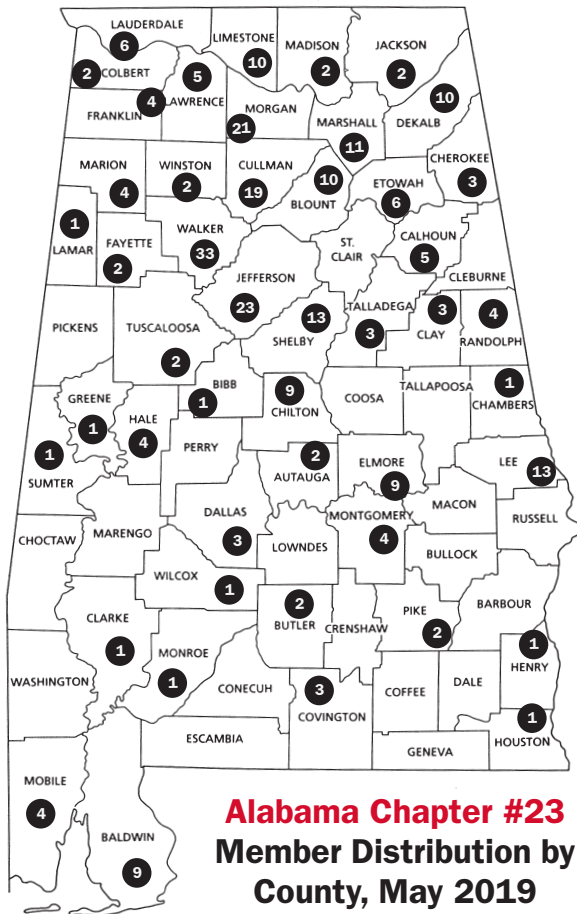 LAUDERDALE
6
LIMESTONE
10
MADISON
2
JACKSON
2
2
COLBERT
5
LAWRENCE
4
FRANKLIN
MORGAN
21
MARSHALL
11
10
DEKALB
CHEROKEE
3
MARION
4
WINSTON
2
CULLMAN
19
10
BLOUNT
ETOWAH
6
1
LAMAR
FAYETTE
2
WALKER
33
ST.
CLAIR
CALHOUN
5
CLEBURNE
JEFFERSON
23
13
SHELBY
TALLADEGA
3
3
CLAY
4
RANDOLPH
PICKENS
TUSCALOOSA
2
BIBB
1
9
CHILTON
COOSA
TALLAPOOSA
1
CHAMBERS
GREENE
1
HALE
4
1
SUMTER
PERRY
2
AUTAUGA
ELMORE
9
LEE
13
MACON
RUSSELL
CHOCTAW
MARENGO
DALLAS
3
LOWNDES
MONTGOMERY
4
BULLOCK
WILCOX
1
CLARKE
1
2
BUTLER
CRENSHAW
PIKE
2
BARBOUR
MONROE
1
WASHINGTON
CONECUH
3
COVINGTON
COFFEE
DALE
1
HENRY
1
HOUSTON
ESCAMBIA
GENEVA
MOBILE
4
BALDWIN
9
Alabama Chapter #23
Member Distribution by
County, May 2019